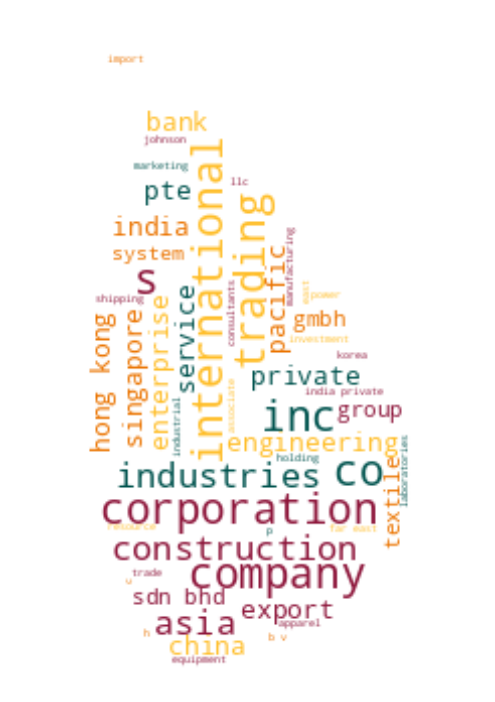 import
bank
johnson
international
marketing
llc
pte
trading
india
manufacturing
system
pacific
s
shipping
service
consultants
east
power
enterprise
singapore
hong kong
gmbh
investment
korea
private
associate
india private
industrial
inc
group
engineering
laboratories
holding
industries
co
textile
corporation
resource
far east
p
construction
company
trade
u
sdn bhd
export
asia
apparel
h
b v
china
equipment